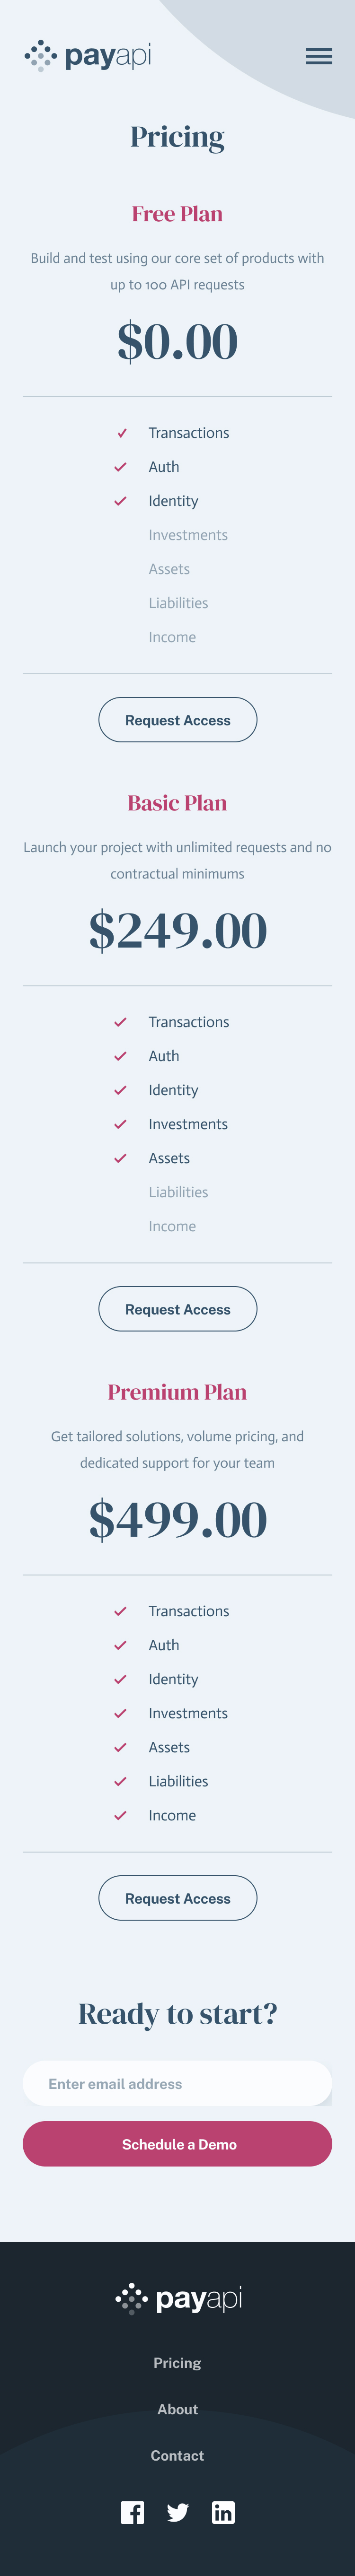 payapi
Pricing
Free Plan
Build and test using our core set of products with
up to 100 API requests
$0.00
Transactions
Auth
Identity
Investments
Assets
Liabilities
Income
Request Access
Basic Plan
Launch your project with unlimited requests and no
contractual minimums
$249.00
Transactions
Auth
Identity
Investments
Assets
Liabilities
Income
Request Access
Premium Plan
Get tailored solutions, volume pricing, and
dedicated support for your team
$499.00
Transactions
Auth
Identity
Investments
Assets
Liabilities
Income
Request Access
Ready to start?
Enter email address
Schedule a Demo
payapi
Pricing
About
Contact